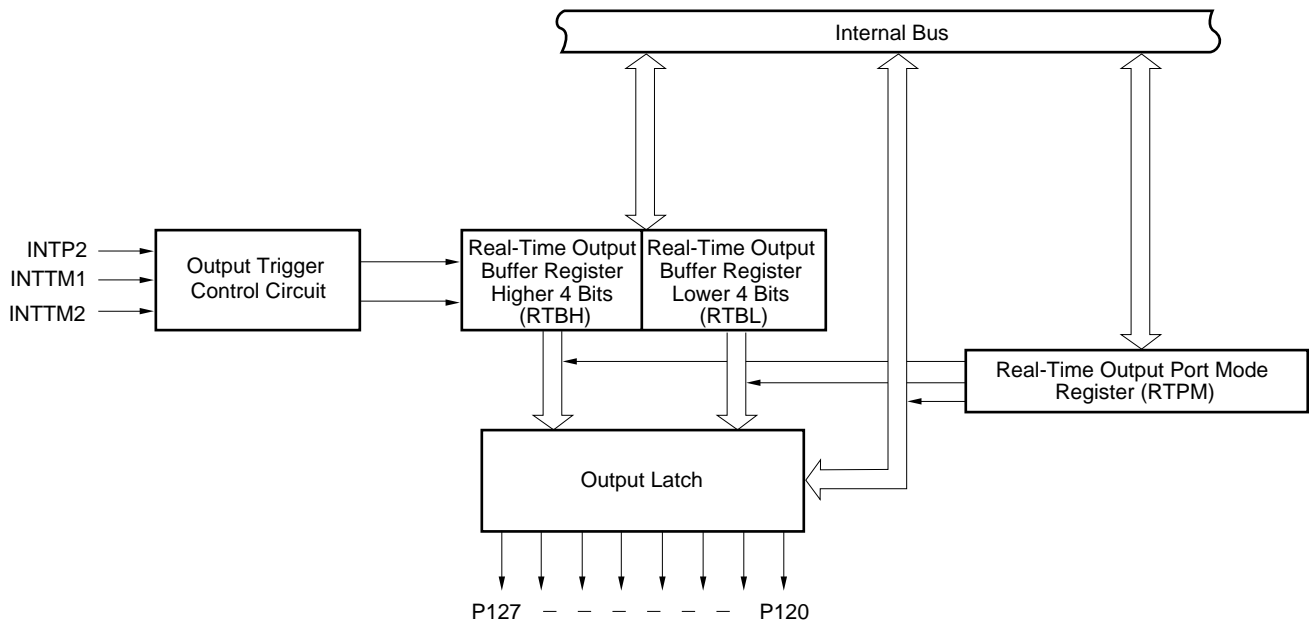 Internal Bus
INTP2
INTTM1
INTTM2
Output Trigger
Control Circuit
Real-Time Output
Buffer Register
Higher 4 Bits
(RTBH)
Real-Time Output
Buffer Register
Lower 4 Bits
(RTBL)
Real-Time Output Port Mode
Register (RTPM)
Output Latch
P127 – – – – – – P120